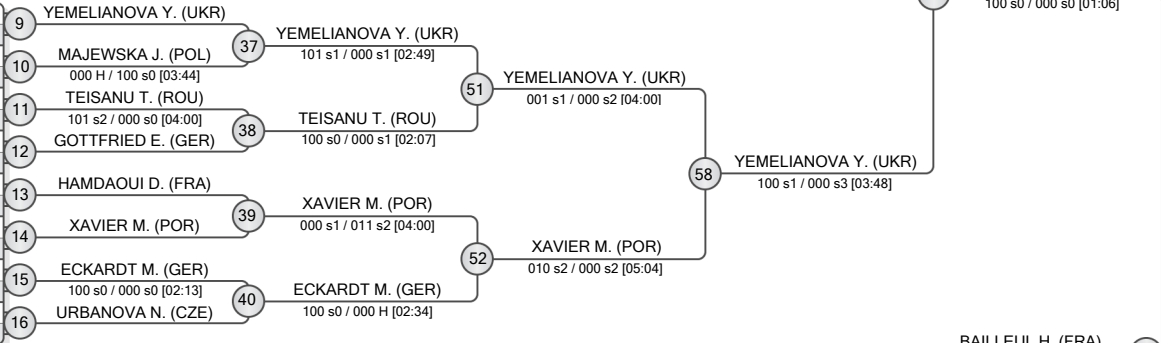 100 s0 / 000 s0 [01:06]
9
YEMELIANOVA Y. (UKR)
37
YEMELIANOVA Y. (UKR)
101 s1 / 000 s1 [02:49]
10
MAJEWSKA J. (POL)
000 H / 100 s0 [03:44]
51
YEMELIANOVA Y. (UKR)
001 s1 / 000 s2 [04:00]
11
TEISANU T. (ROU)
101 s2 / 000 s0 [04:00]
38
TEISANU T. (ROU)
100 s0 / 000 s1 [02:07]
12
GOTTFRIED E. (GER)
58
YEMELIANOVA Y. (UKR)
100 s1 / 000 s3 [03:48]
13
HAMDAOUI D. (FRA)
39
XAVIER M. (POR)
000 s1 / 011 s2 [04:00]
14
XAVIER M. (POR)
52
XAVIER M. (POR)
010 s2 / 000 s2 [05:04]
15
ECKARDT M. (GER)
100 s0 / 000 s0 [02:13]
40
ECKARDT M. (GER)
100 s0 / 000 H [02:34]
16
URBANOVA N. (CZE)
BAILLEUL H. (FRA)